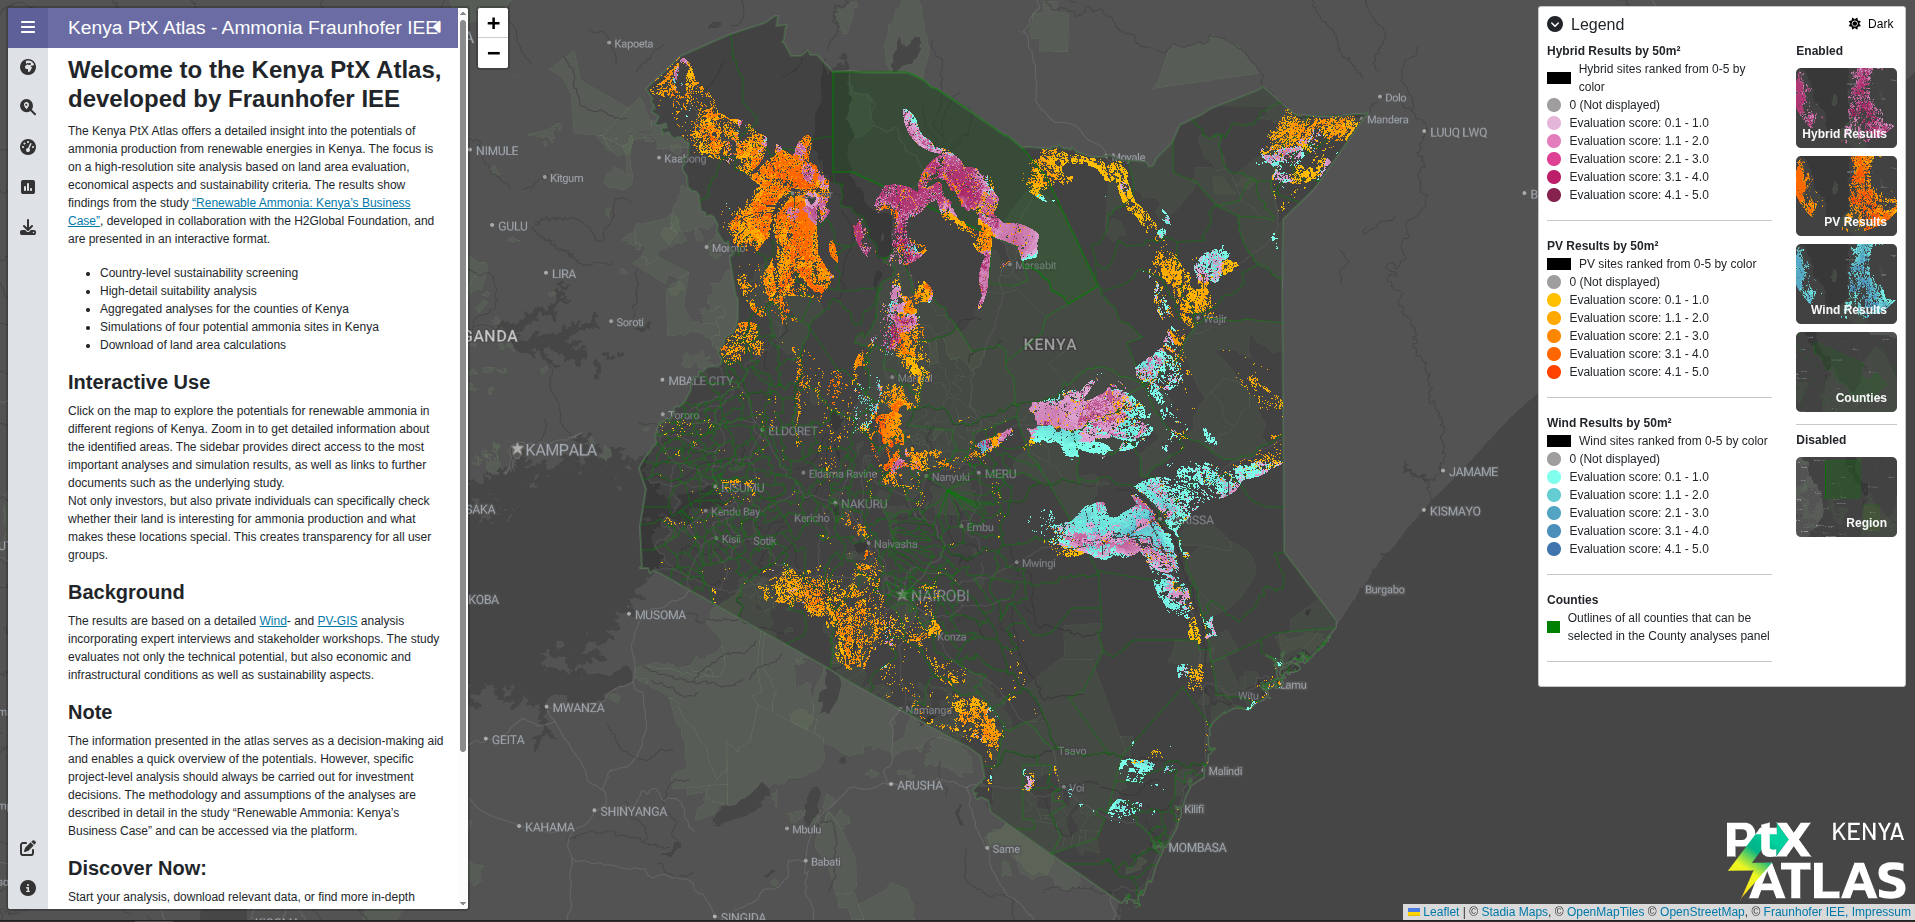 Kenya PtX Atlas - Ammonia Fraunhofer IEE
Welcome to the Kenya PtX Atlas,
developed by Fraunhofer IEE
The Kenya PtX Atlas offers a detailed insight into the potentials of
ammonia production from renewable energies in Kenya. The focus is
on a high-resolution site analysis based on land area evaluation,
economical aspects and sustainability criteria. The results show
findings from the study “Renewable Ammonia: Kenya’s Business
Case”, developed in collaboration with the H2Global Foundation, and
are presented in an interactive format.
Country-level sustainability screening
High-detail suitability analysis
Aggregated analyses for the counties of Kenya
Simulations of four potential ammonia sites in Kenya
Download of land area calculations
Interactive Use
Click on the map to explore the potentials for renewable ammonia in
different regions of Kenya. Zoom in to get detailed information about
the identified areas. The sidebar provides direct access to the most
important analyses and simulation results, as well as links to further
documents such as the underlying study.
Not only investors, but also private individuals can specifically check
whether their land is interesting for ammonia production and what
makes these locations special. This creates transparency for all user
groups.
Background
The results are based on a detailed Wind- and PV-GIS analysis
incorporating expert interviews and stakeholder workshops. The study
evaluates not only the technical potential, but also economic and
infrastructural conditions as well as sustainability aspects.
Note
The information presented in the atlas serves as a decision-making aid
and enables a quick overview of the potentials. However, specific
project-level analysis should always be carried out for investment
decisions. The methodology and assumptions of the analyses are
described in detail in the study “Renewable Ammonia: Kenya’s
Business Case” and can be accessed via the platform.
Discover Now:
Start your analysis, download relevant data, or find more in-depth
+
−
Kapoeta
Dolo
Mandera
LUUQ LWQ
NIMULE
Kaabong
Moyale
Kitgum
GULU
Moroto
LIRA
Marsabit
Soroti
Wajir
GANDA
KENYA
MBALE CITY
Maralal
Tororo
ELDORET
KAMPALA
Eldama Ravine
Nanyuki
MERU
JAMAME
KISUMU
NAKURU
SAKA
Kendu Bay
Kericho
KISMAYO
ISSA
Embu
Kisii
Sotik
Naivasha
Mwingi
Burgabo
KOBA
NAIROBI
MUSOMA
Konza
Witu
Lamu
MWANZA
Namanga
GEITA
Tsavo
Malindi
ARUSHA
Voi
SHINYANGA
Kilifi
KAHAMA
Mbulu
Same
MOMBASA
Babati
SINGIDA
Legend
Dark
Hybrid Results by 50m²
Hybrid sites ranked from 0-5 by
color
0 (Not displayed)
Evaluation score: 0.1 - 1.0
Evaluation score: 1.1 - 2.0
Evaluation score: 2.1 - 3.0
Evaluation score: 3.1 - 4.0
Evaluation score: 4.1 - 5.0
PV Results by 50m²
PV sites ranked from 0-5 by color
0 (Not displayed)
Evaluation score: 0.1 - 1.0
Evaluation score: 1.1 - 2.0
Evaluation score: 2.1 - 3.0
Evaluation score: 3.1 - 4.0
Evaluation score: 4.1 - 5.0
Wind Results by 50m²
Wind sites ranked from 0-5 by color
0 (Not displayed)
Evaluation score: 0.1 - 1.0
Evaluation score: 1.1 - 2.0
Evaluation score: 2.1 - 3.0
Evaluation score: 3.1 - 4.0
Evaluation score: 4.1 - 5.0
Counties
Outlines of all counties that can be
selected in the County analyses panel
Enabled
Hybrid Results
PV Results
Wind Results
Counties
Disabled
Region
PtX KENYA
ATLAS
Leaflet | © Stadia Maps, © OpenMapTiles © OpenStreetMap, © Fraunhofer IEE, Impressum